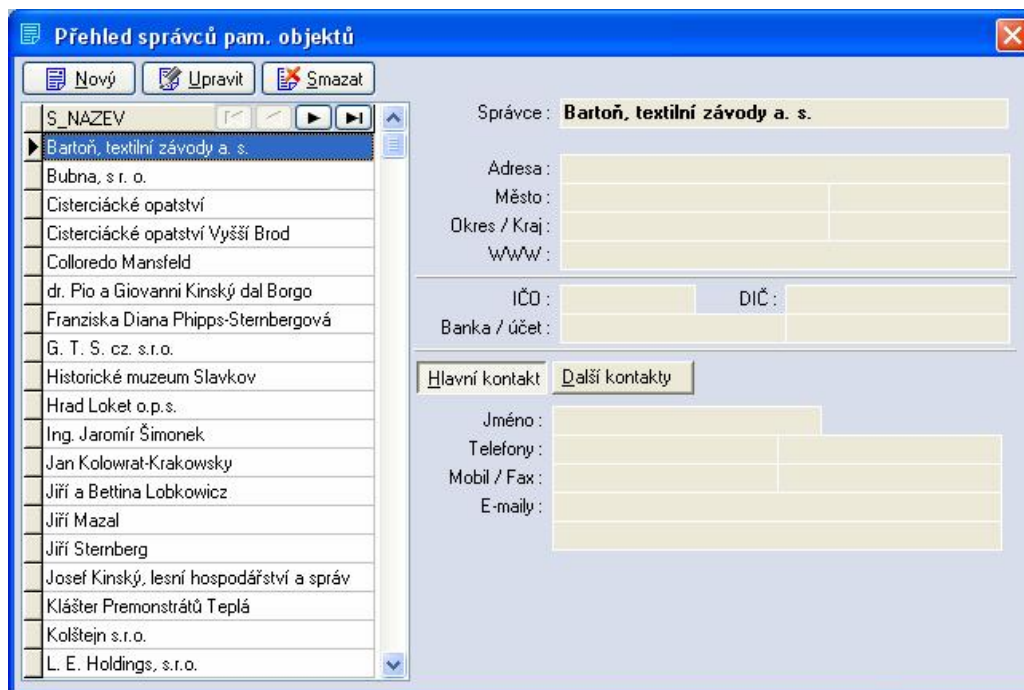 Přehled správců pam. objektů
Nový Upravit Smazat
S_NAZEV
Bartoň, textilní závody a. s.
Bubna, s r. o.
Cisterciácké opatství
Cisterciácké opatství Vyšší Brod
Colloredo Mansfeld
dr. Pio a Giovanni Kinský dal Borgo
Franziska Diana Phipps-Sternbergová
G. T. S. cz. s.r.o.
Historické muzeum Slavkov
Hrad Loket o.p.s.
Ing. Jaromír Šimonek
Jan Kolowrat-Krakowsky
Jiří a Bettina Lobkowicz
Jiří Mazal
Jiří Sternberg
Josef Kinský, lesní hospodářství a správ
Klášter Premonstrátů Teplá
Kolštejn s.r.o.
L. E. Holdings, s.r.o.
Správce : Bartoň, textilní závody a. s.
Adresa :
Město :
Okres / Kraj :
WWW :
IČO : DIČ :
Banka / účet :
Hlavní kontakt Další kontakty
Jméno :
Telefony :
Mobil / Fax :
E-maily :